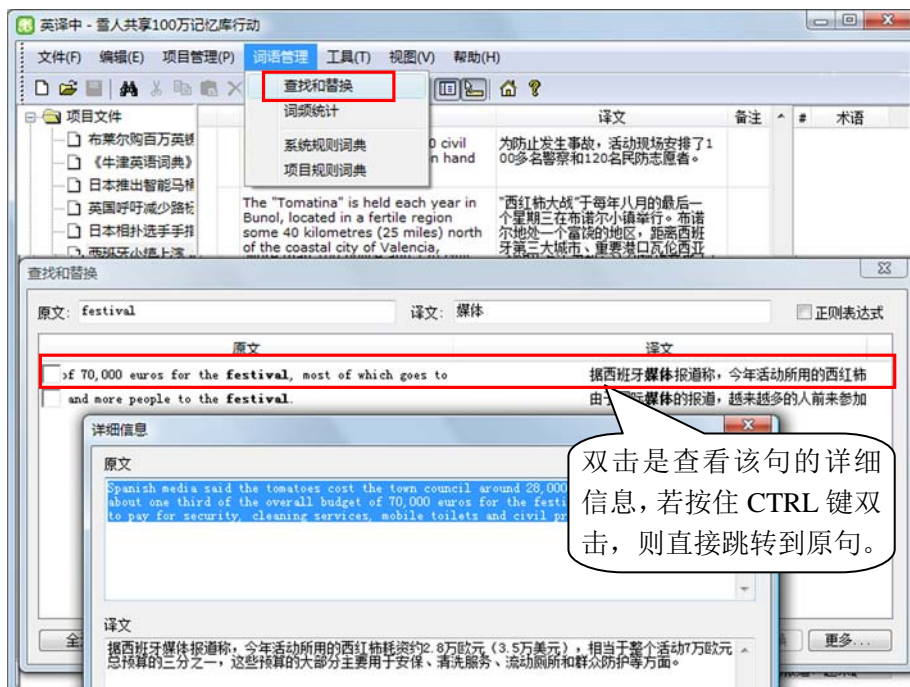 英译中 - 雪人共享100万记忆库行动
文件(F) 编辑(E) 项目管理(P) 词语管理 工具(T) 视图(V) 帮助(H)
查找和替换
词频统计
系统规则词典
项目规则词典
项目文件
布莱尔购百万英镑
《牛津英语词典》
日本推出智能马桶
英国呼吁减少路标
日本相扑选手手指
西班牙小镇上演
译文 备注 # 术语
0 civil
n hand
为防止发生事故，活动现场安排了1
00多名警察和120名民防志愿者。
The "Tomatina" is held each year in
Bunol, located in a fertile region
some 40 kilometres (25 miles) north
of the coastal city of Valencia,
"西红柿大战"于每年八月的最后一
个星期三在布诺尔小镇举行。布诺
尔地处一个富饶的地区，距离西班
牙第三大城市、重要港口瓦伦西亚
查找和替换
原文: festival 译文: 媒体 正则表达式
原文 译文
of 70,000 euros for the festival, most of which goes to 据西班牙媒体报道称，今年活动所用的西红柿
and more people to the festival. 由于国际媒体的报道，越来越多的人前来参加
详细信息
原文
Spanish media said the tomatoes cost the town council around 28,000
about one third of the overall budget of 70,000 euros for the festi
to pay for security, cleaning services, mobile toilets and civil pr
双击是查看该句的详细
信息，若按住 CTRL 键双
击，则直接跳转到原句。
译文
据西班牙媒体报道称，今年活动所用的西红柿耗资约2.8万欧元（3.5万美元），相当于整个活动7万欧元
总预算的三分之一，这些预算的大部分主要用于安保、清洗服务、流动厕所和群众防护等方面。
全
更多...